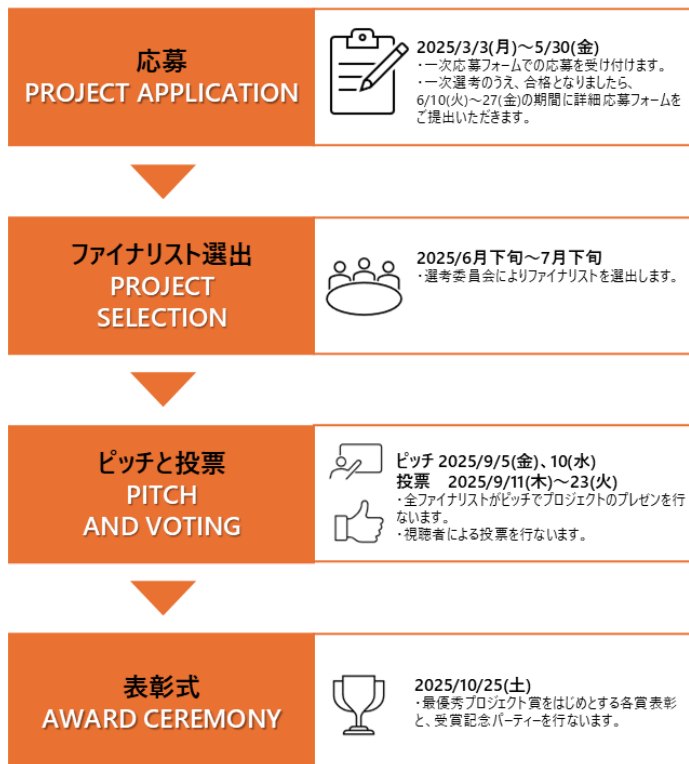 応募
PROJECT APPLICATION
2025/3/3(月)～5/30(金)
・一次応募フォームでの応募を受け付けます。
・一次選考のうえ、合格となりましたら、
6/10(火)～27(金)の期間に詳細応募フォームを
ご提出いただきます。
ファイナリスト選出
PROJECT
SELECTION
2025/6月下旬～7月下旬
・選考委員会によりファイナリストを選出します。
ピッチと投票
PITCH
AND VOTING
ピッチ 2025/9/5(金)、10(水)
投票　2025/9/11(木)～23(火)
・全ファイナリストがピッチでプロジェクトのプレゼンを行
ないます。
・視聴者による投票を行ないます。
表彰式
AWARD CEREMONY
2025/10/25(土)
・最優秀プロジェクト賞をはじめとする各賞表彰
と、受賞記念パーティーを行ないます。